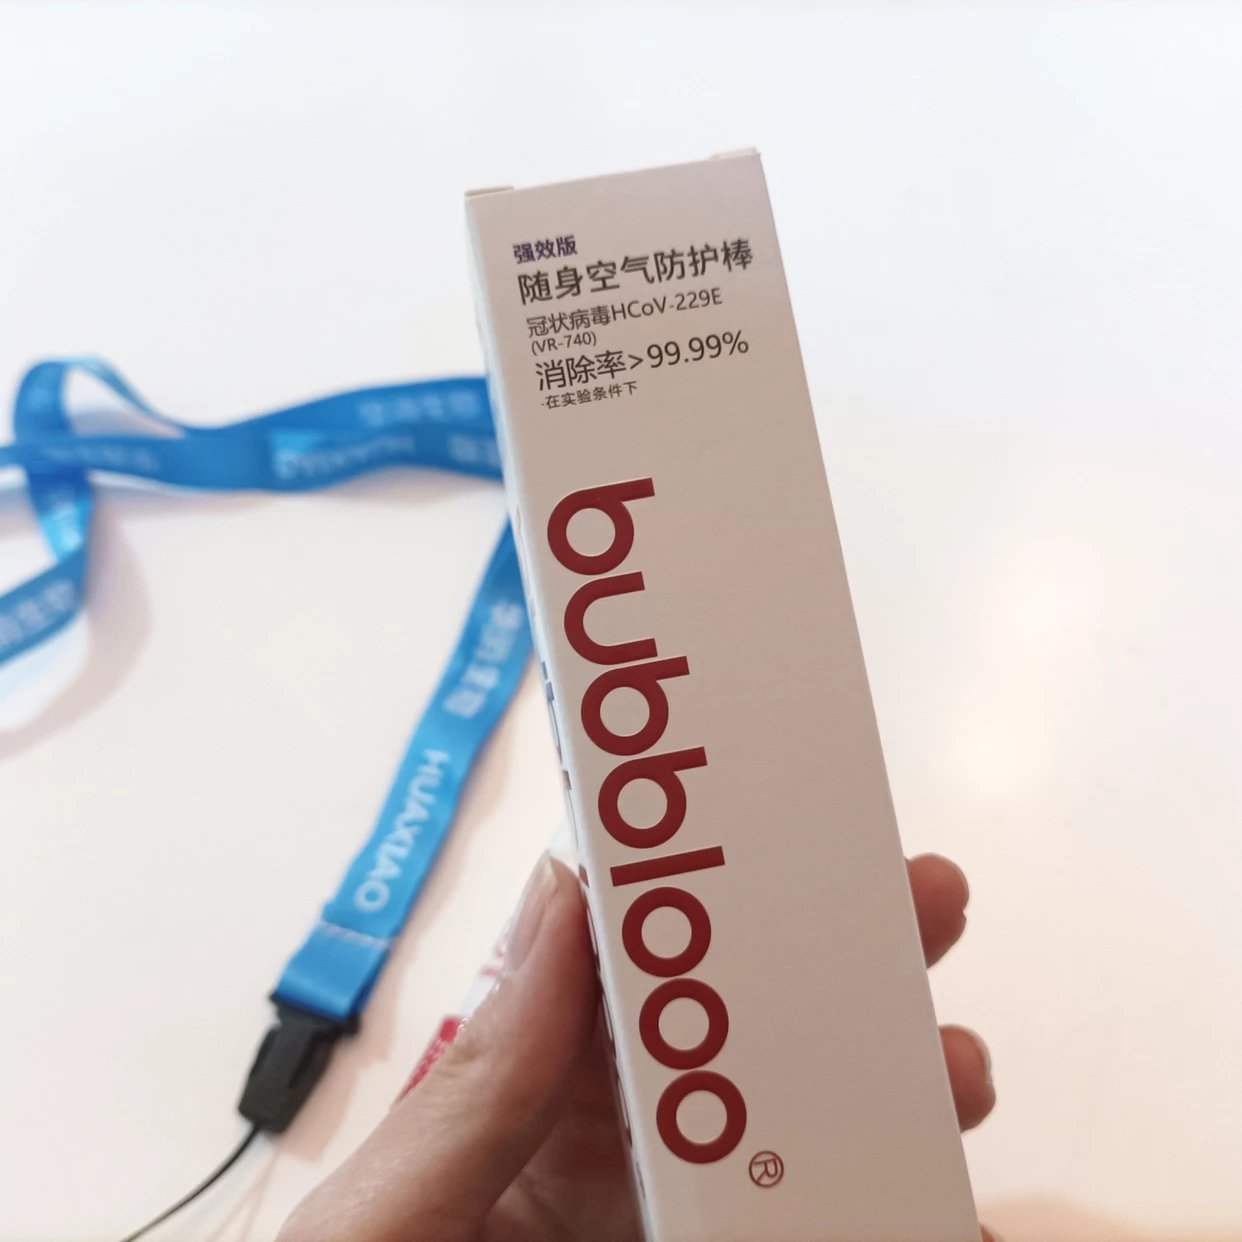 强效版
随身空气防护棒
冠状病毒HCoV-229E
(VR-740)
消除率>99.99%
·在实验条件下
bubblooo®
HUAXIAO